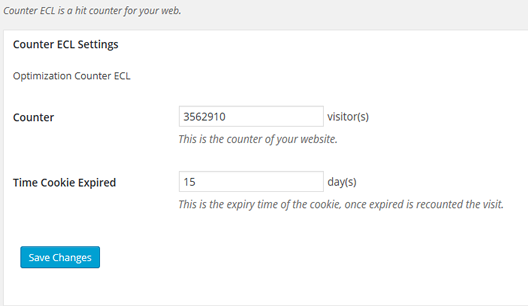 Counter ECL is a hit counter for your web.
Counter ECL Settings
Optimization Counter ECL
Counter 3562910 visitor(s)
This is the counter of your website.
Time Cookie Expired 15 day(s)
This is the expiry time of the cookie, once expired is recounted the visit.
Save Changes